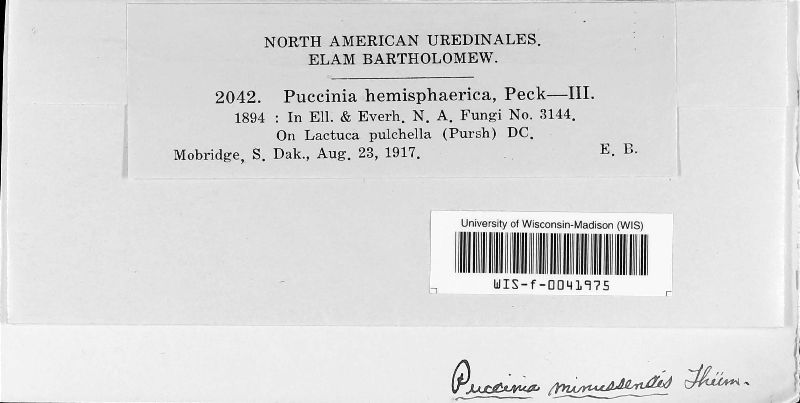 NORTH AMERICAN UREDINALES.
ELAM BARTHOLOMEW.
2042. Puccinia hemisphaerica, Peck—III.
1894 : In Ell. & Everh. N. A. Fungi No. 3144.
On Lactuca pulchella (Pursh) DC.
Mobridge, S. Dak., Aug. 23, 1917. E. B.
University of Wisconsin-Madison (WIS)
WIS-f-0041975
Puccinia minussensis Thüm.